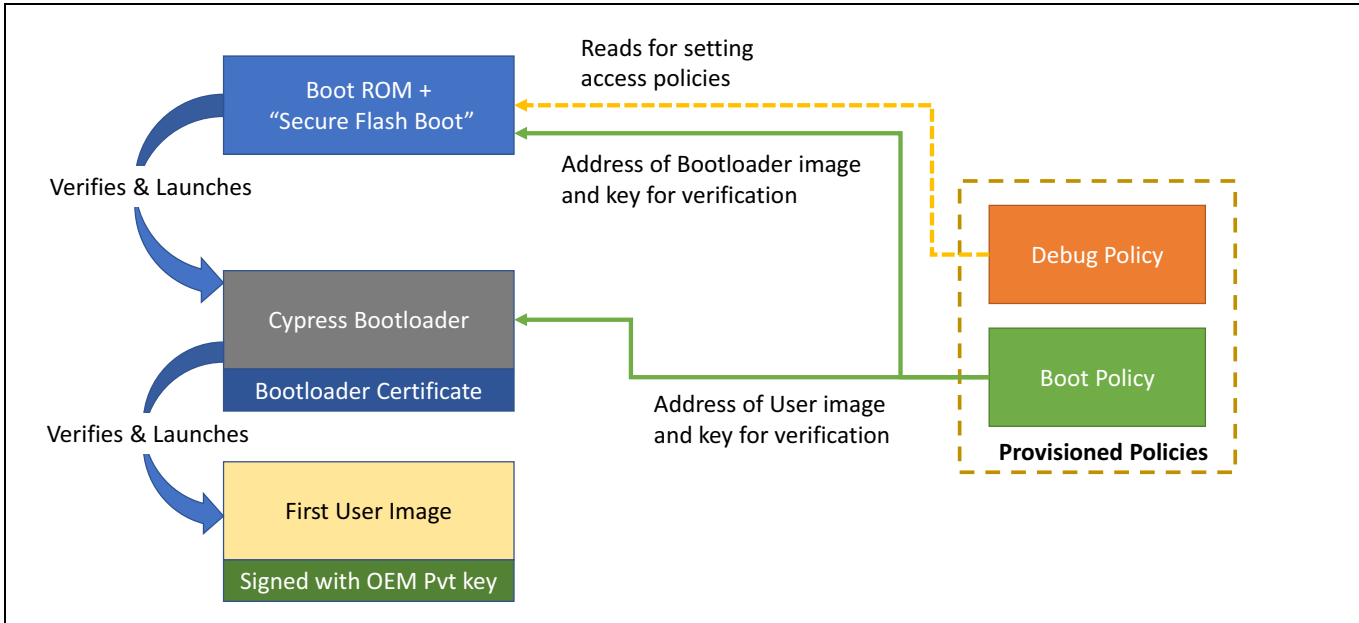 Reads for setting
access policies
Boot ROM +
“Secure Flash Boot”
Address of Bootloader image
and key for verification
Verifies & Launches
Debug Policy
Cypress Bootloader
Bootloader Certificate
Boot Policy
Address of User image
and key for verification
Verifies & Launches
Provisioned Policies
First User Image
Signed with OEM Pvt key